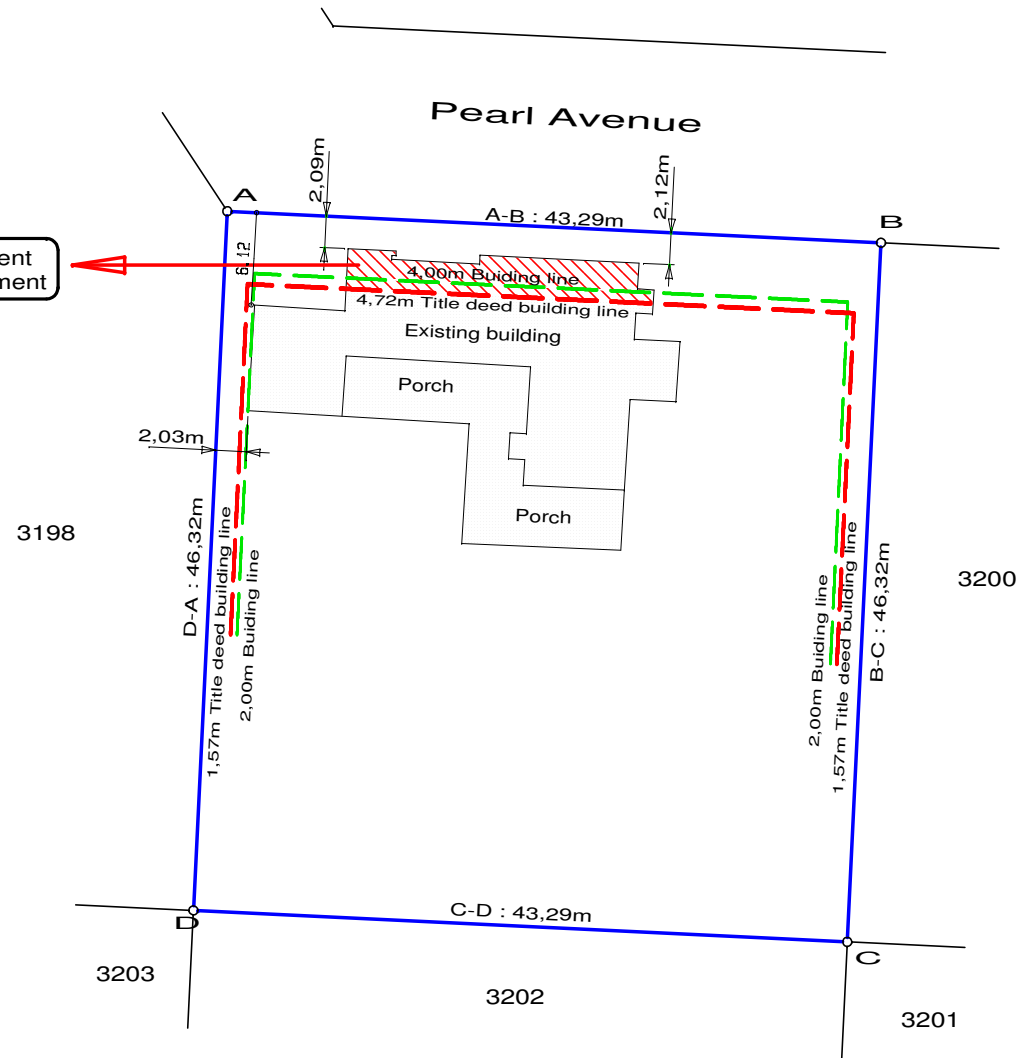 Pearl Avenue
2,09m
2,12m
A
A-B : 43,29m
B
6.12
ent
ment
4,00m Buiding line
4,72m Title deed building line
Existing building
Porch
2,03m
Porch
3198
D-A : 46,32m
1,57m Title deed building line
2,00m Buiding line
2,00m Buiding line
1,57m Title deed building line
B-C : 46,32m
3200
C-D : 43,29m
D
C
3203
3202
3201